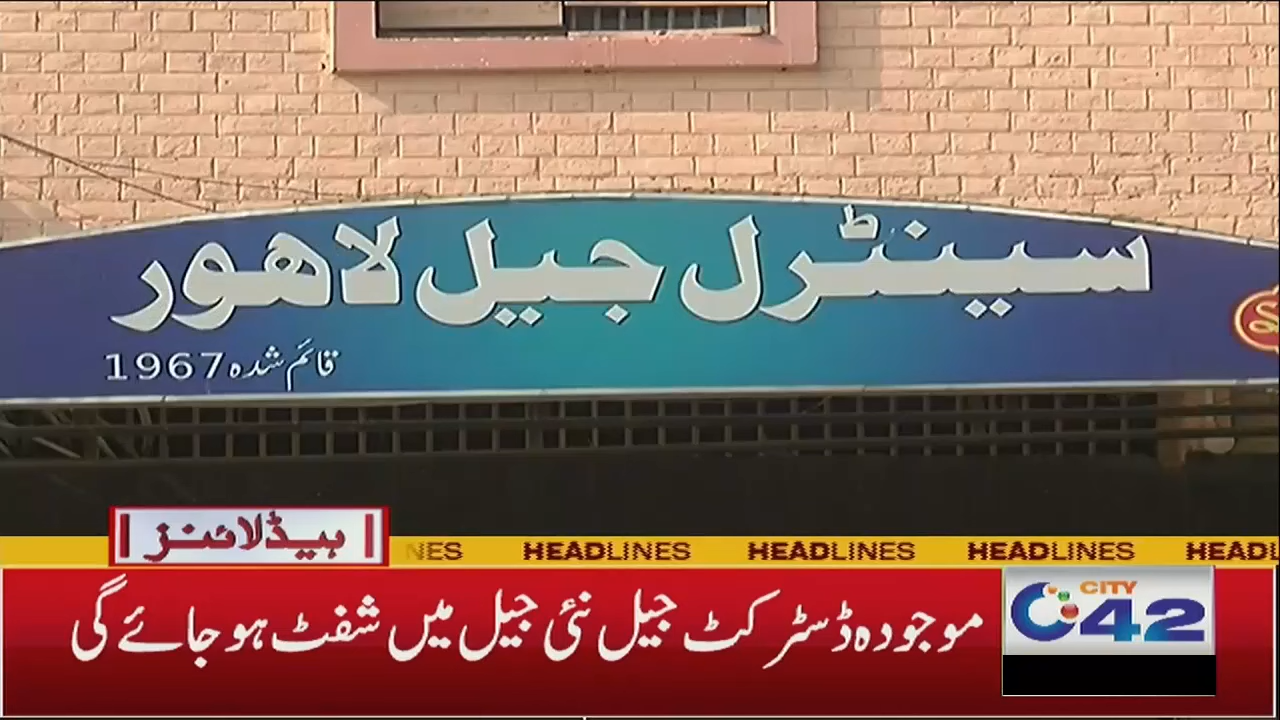 سینٹرل جیل لاھور
قائم شدہ 1967
ہیڈلائنز
NES HEADLINES HEADLINES HEADLINES HEADL
CITY
42
موجودہ ڈسٹرکٹ جیل نئی جیل میں شفٹ ہو جائے گی